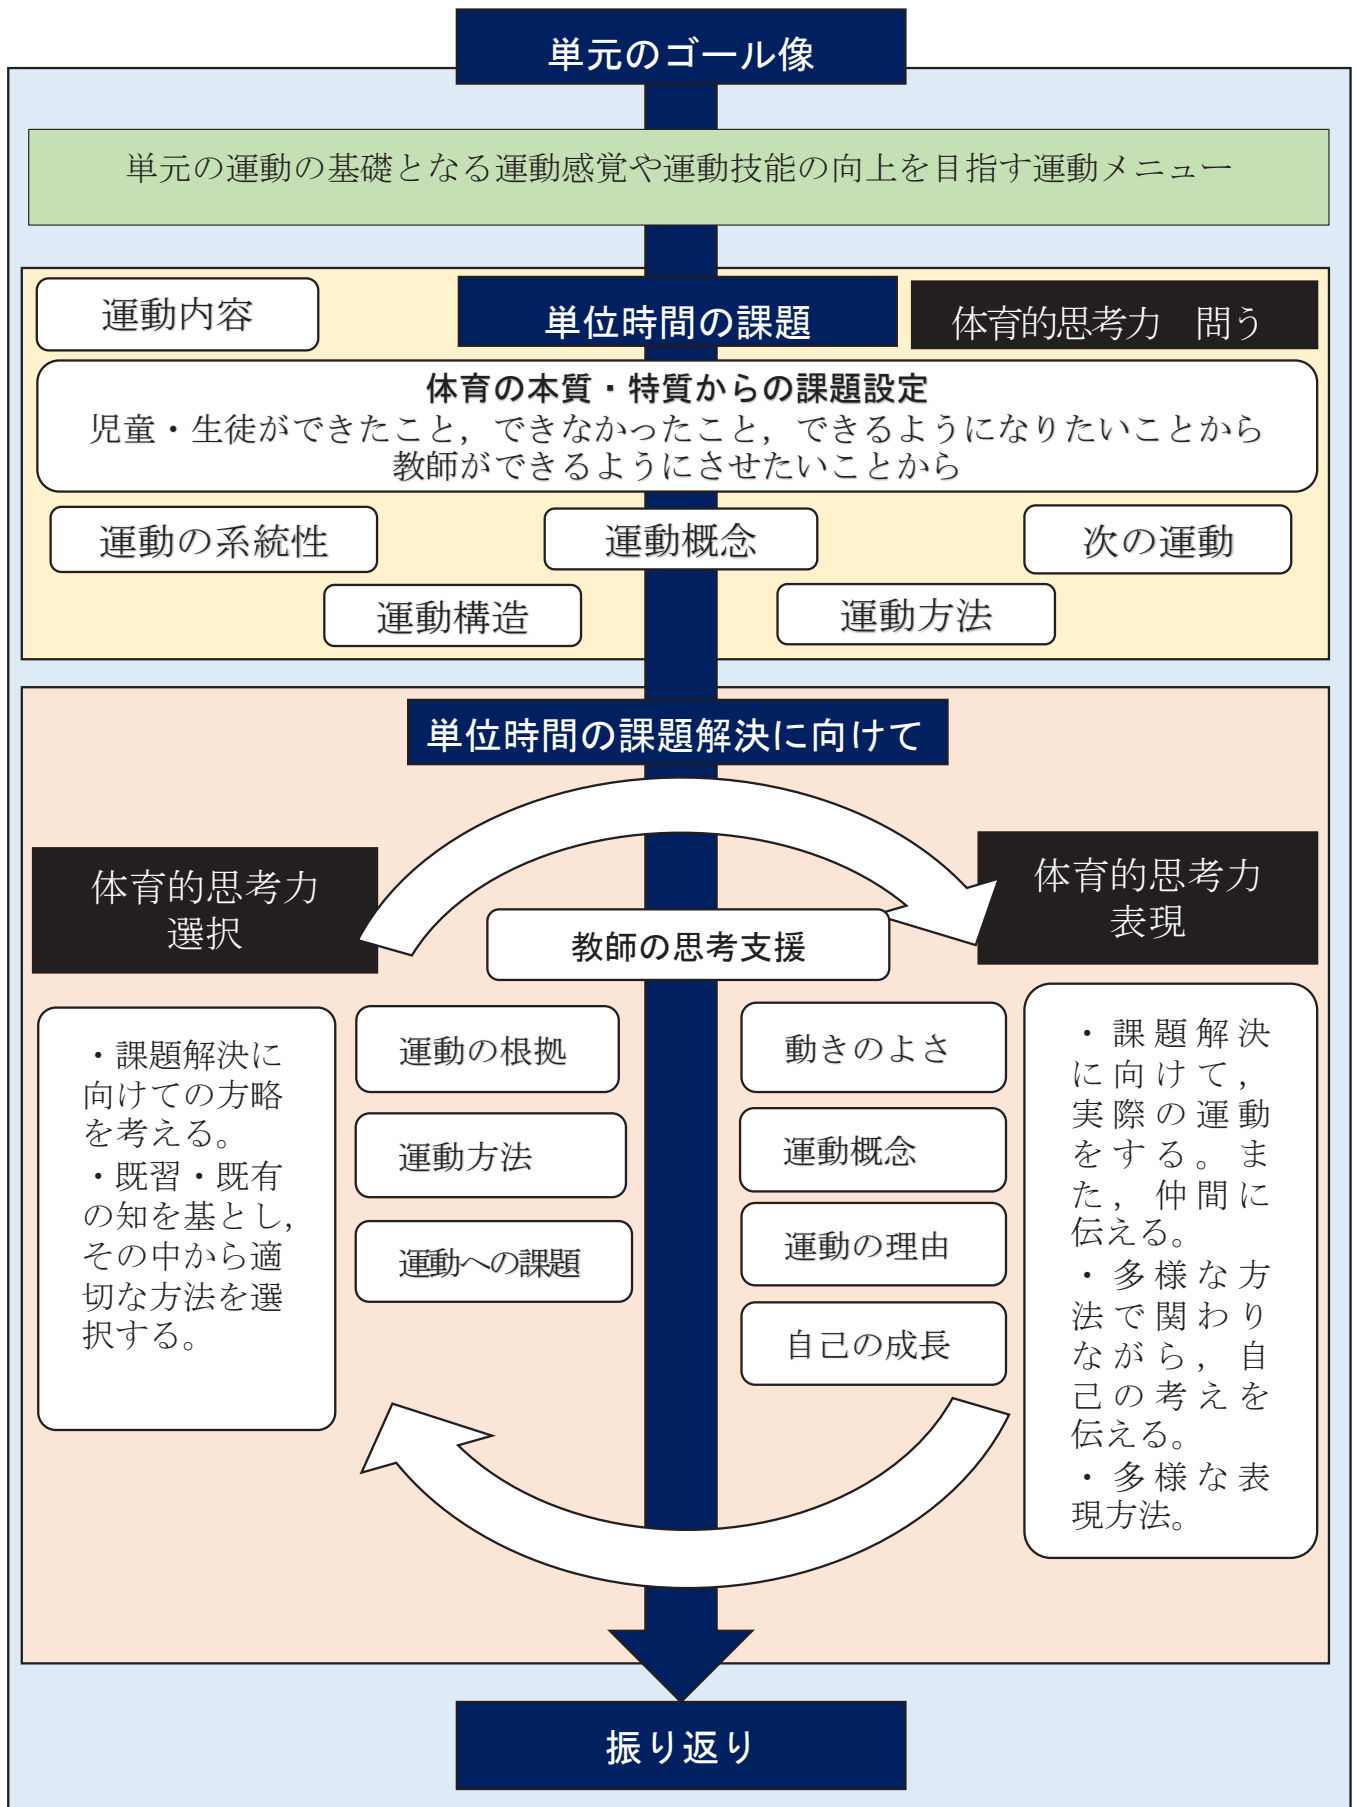 単元のゴール像
単元の運動の基礎となる運動感覚や運動技能の向上を目指す運動メニュー
運動内容
単位時間の課題
体育的思考力　問う
体育の本質・特質からの課題設定
児童・生徒ができたこと，できなかったこと，できるようになりたいことから
教師ができるようにさせたいことから
運動の系統性
運動概念
次の運動
運動構造
運動方法
単位時間の課題解決に向けて
体育的思考力
選択
体育的思考力
表現
教師の思考支援
・課題解決に
向けての方略
を考える。
・既習・既有
の知を基とし，
その中から適
切な方法を選
択する。
運動の根拠
運動方法
運動への課題
動きのよさ
運動概念
運動の理由
自己の成長
・課題解決
に向けて，
実際の運動
をする。ま
た，仲間に
伝える。
・多様な方
法で関わり
ながら，自
己の考えを
伝える。
・多様な表
現方法。
振り返り